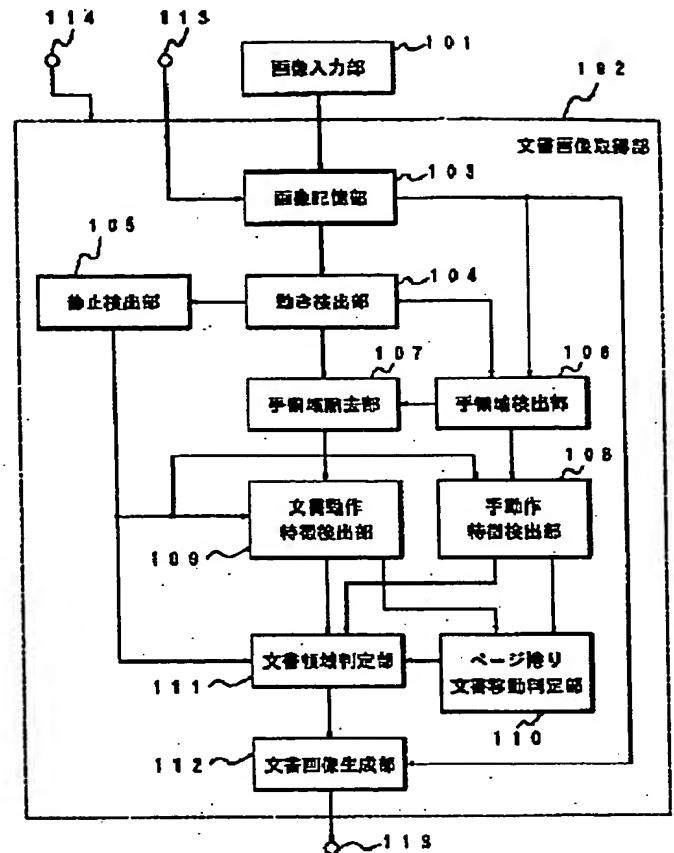 114
113
101
画像入力部
102
文書画像取得部
103
画像記憶部
105
静止検出部
104
動き検出部
107
手領域除去部
106
手領域検出部
108
文書動作
特徴検出部
109
手動作
特徴検出部
文書領域判定部
111
ページ捲り
文書移動判定部
110
112
文書画像生成部